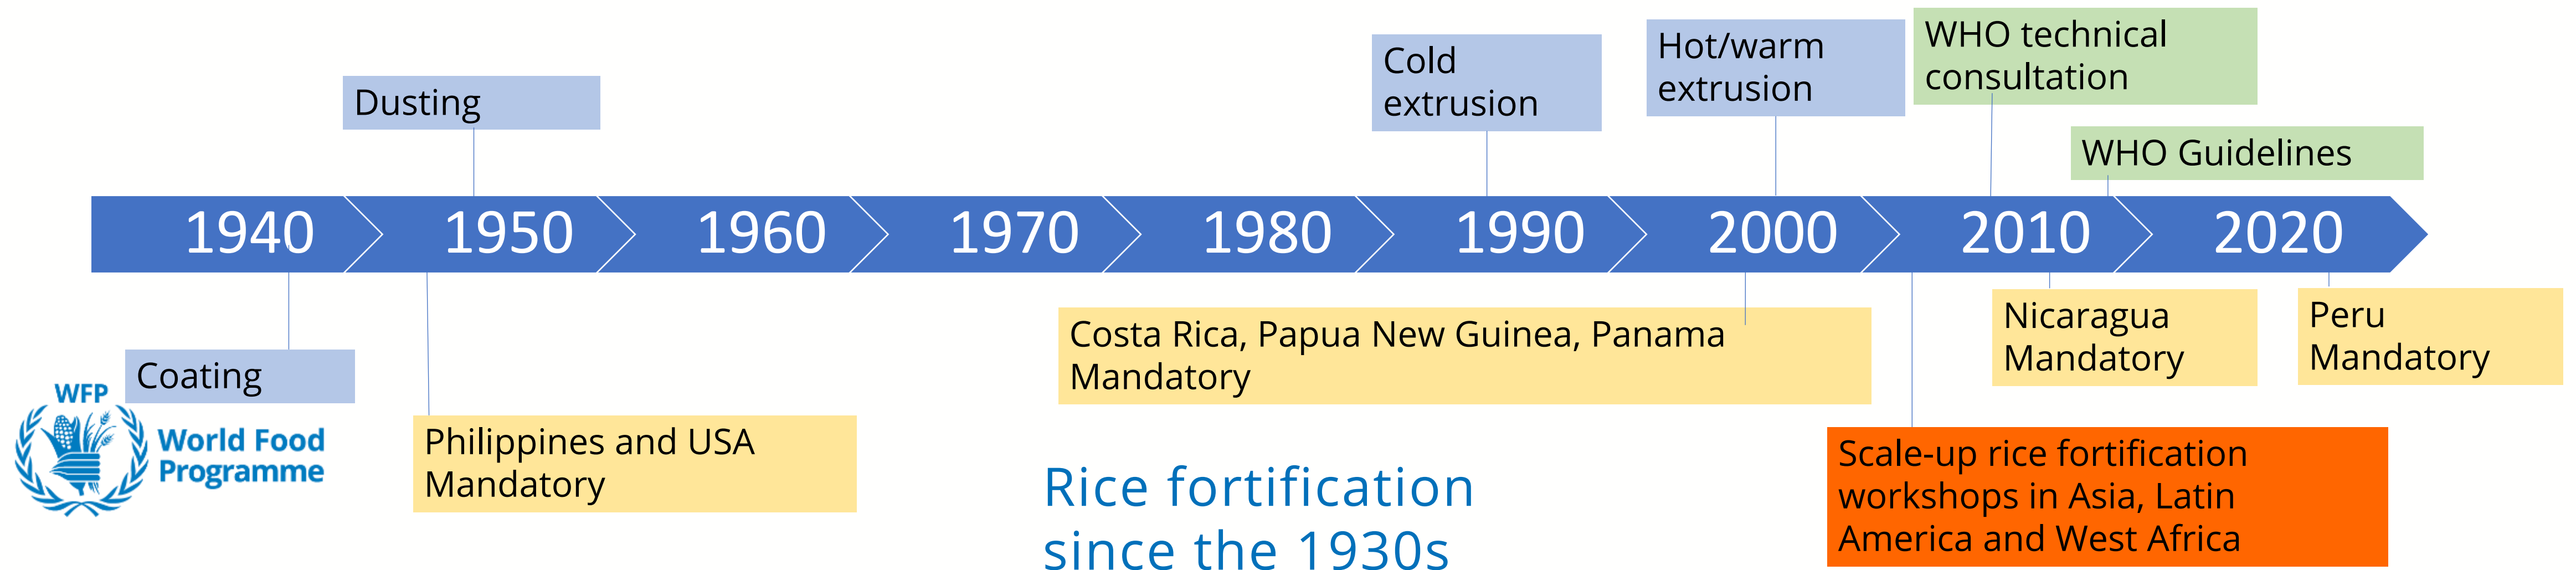 Dusting
Cold
extrusion
Hot/warm
extrusion
WHO technical
consultation
WHO Guidelines
1940 1950 1960 1970 1980 1990 2000 2010 2020
Coating
Philippines and USA
Mandatory
Costa Rica, Papua New Guinea, Panama
Mandatory
Nicaragua
Mandatory
Peru
Mandatory
Scale-up rice fortification
workshops in Asia, Latin
America and West Africa
WFP
World Food
Programme
Rice fortification
since the 1930s